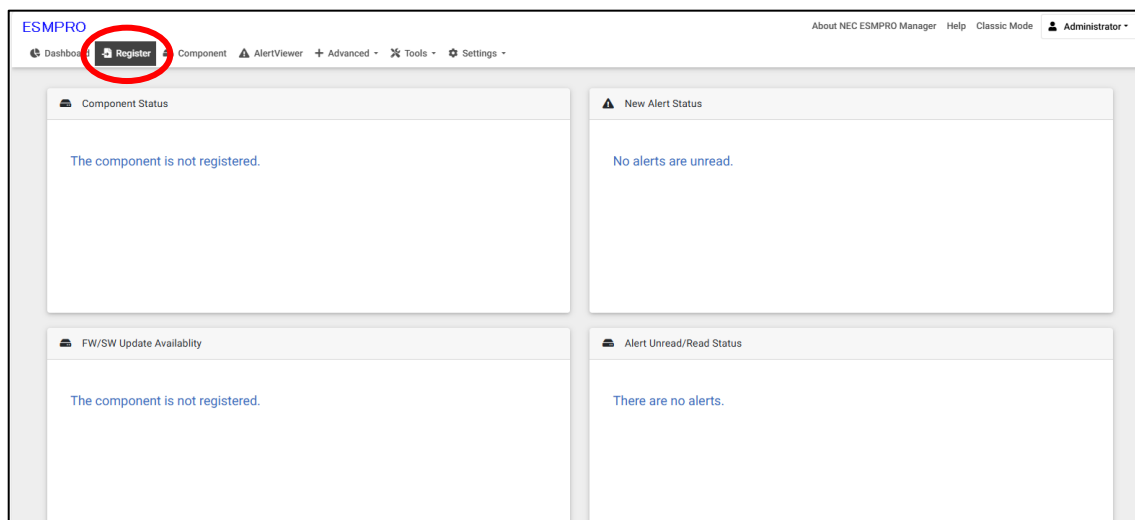 ESMPRO
About NEC ESMPRO Manager Help Classic Mode Administrator
Dashboard Register Component AlertViewer Advanced Tools Settings
Component Status
New Alert Status
The component is not registered.
No alerts are unread.
FW/SW Update Availablity
Alert Unread/Read Status
The component is not registered.
There are no alerts.